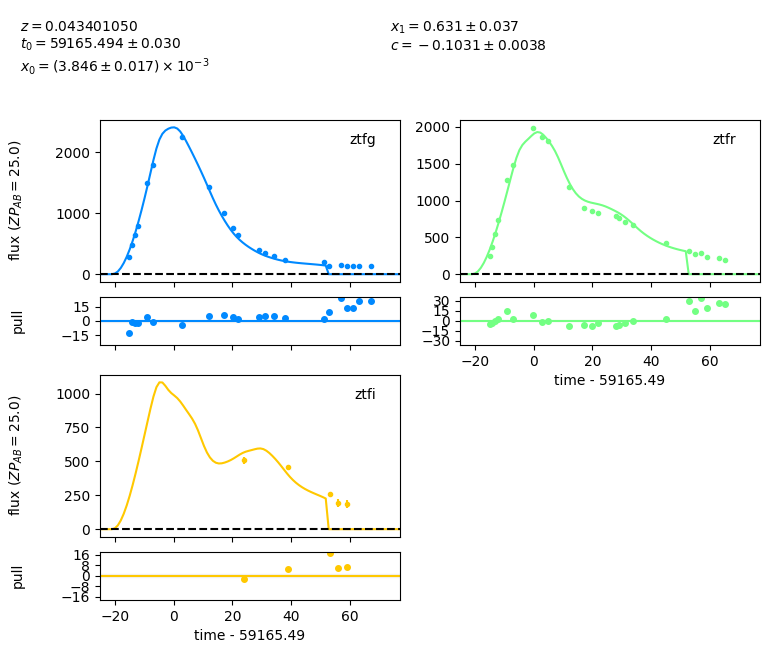 z = 0.043401050
t₀ = 59165.494 ± 0.030
x₀ = (3.846 ± 0.017) × 10⁻³
x₁ = 0.631 ± 0.037
c = −0.1031 ± 0.0038
flux (ZP_AB = 25.0)
2000
1000
0
ztfg
pull
15
0
−15
2000
1500
1000
500
0
ztfr
30
15
0
−15
−30
−20 0 20 40 60
time - 59165.49
flux (ZP_AB = 25.0)
1000
750
500
250
0
ztfi
pull
16
8
0
−8
−16
−20 0 20 40 60
time - 59165.49